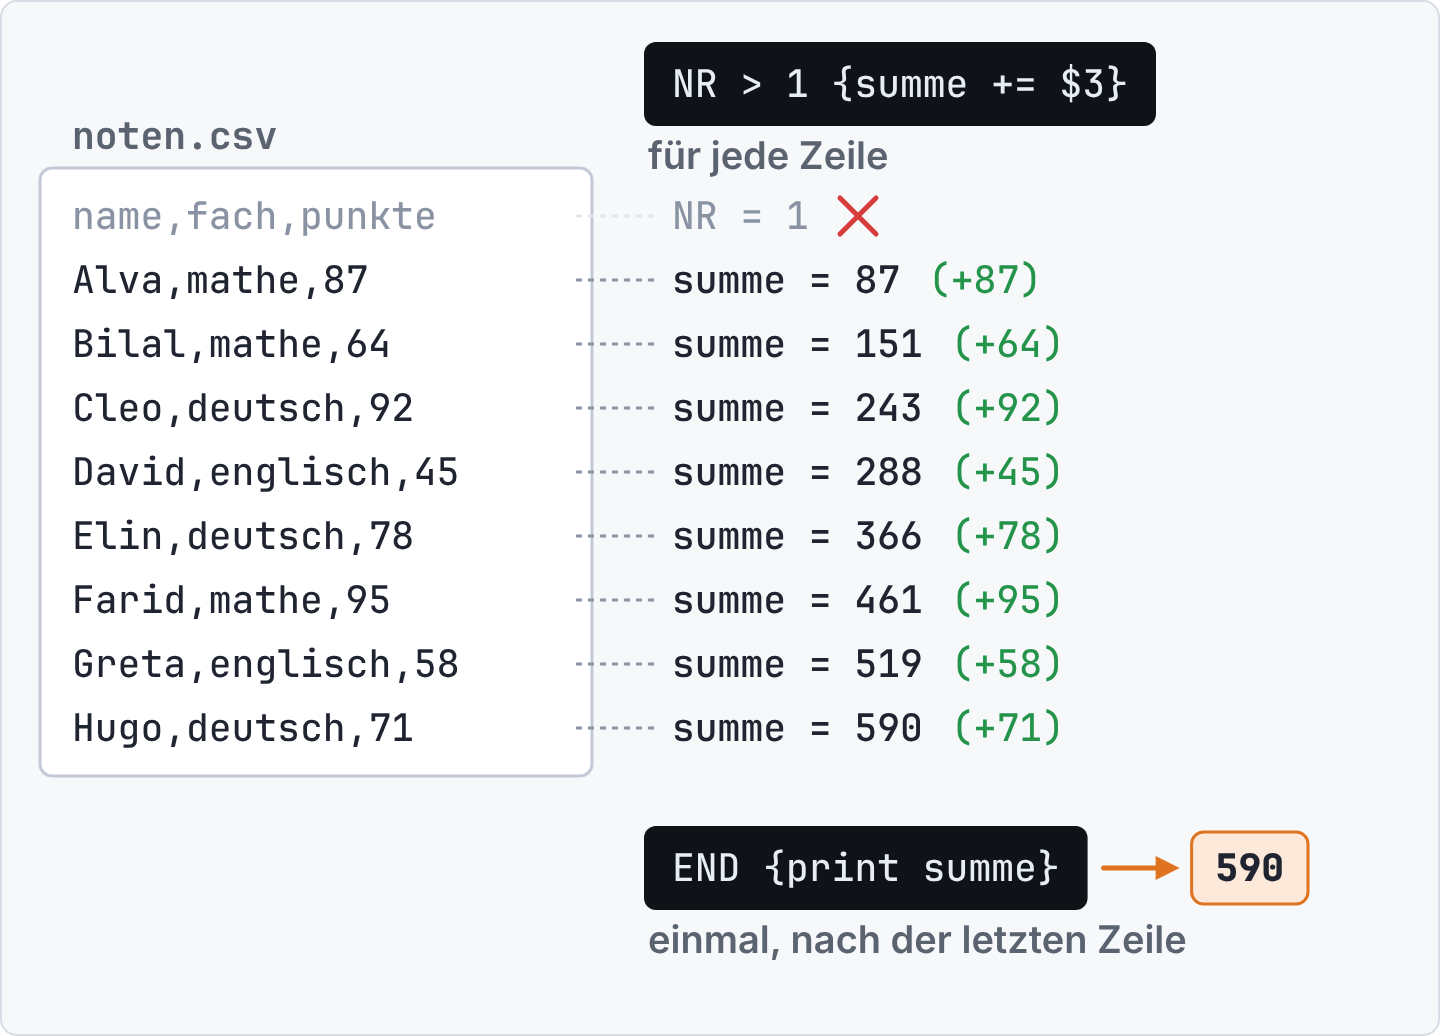 NR > 1 {summe += $3}
für jede Zeile
noten.csv
name,fach,punkte
NR = 1
Alva,mathe,87
summe = 87 (+87)
Bilal,mathe,64
summe = 151 (+64)
Cleo,deutsch,92
summe = 243 (+92)
David,englisch,45
summe = 288 (+45)
Elin,deutsch,78
summe = 366 (+78)
Farid,mathe,95
summe = 461 (+95)
Greta,englisch,58
summe = 519 (+58)
Hugo,deutsch,71
summe = 590 (+71)
END {print summe}
590
einmal, nach der letzten Zeile